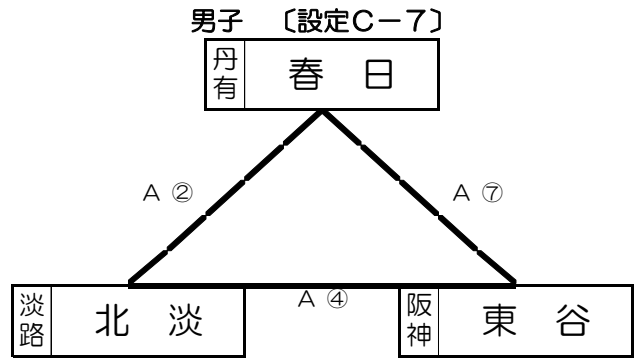 男子 〔設定C－7〕
丹有 春 日
A ② A ⑦
A ④
淡路 北 淡 阪神 東 谷